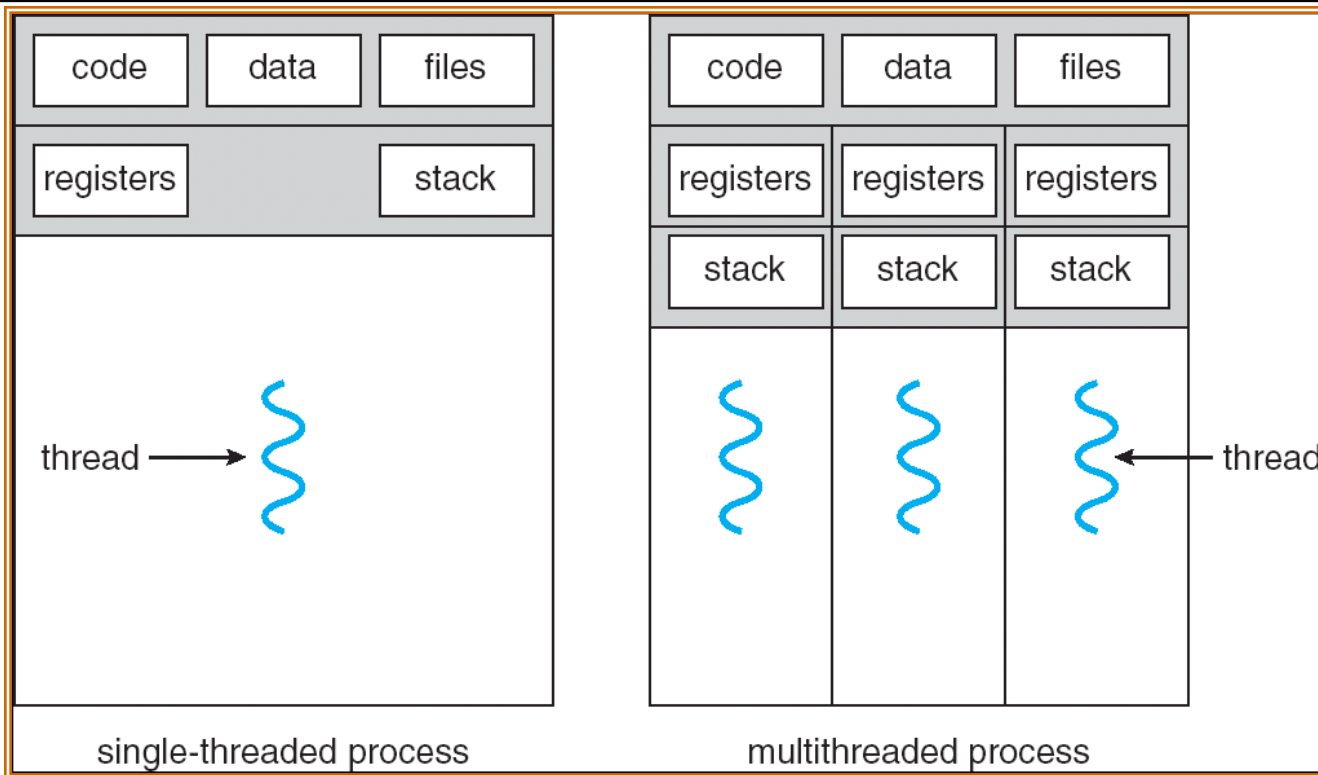 code data files
registers stack
thread
single-threaded process
code data files
registers registers registers
stack stack stack
thread
multithreaded process